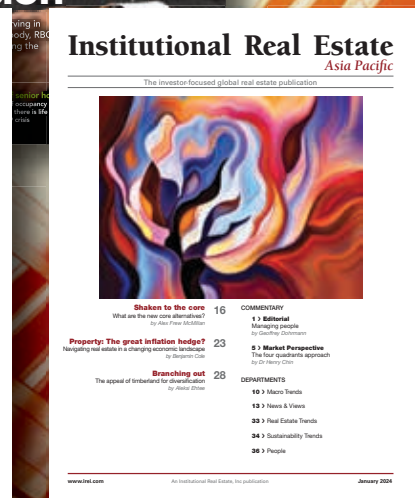 rving in
ody, RBC
ng the
senior ho
occupancy
there is life
crisis
Institutional Real Estate
Asia Pacific
The investor-focused global real estate publication
Shaken to the core 16
What are the new core alternatives?
by Alex Frew McMillan
Property: The great inflation hedge? 23
Navigating real estate in a changing economic landscape
by Benjamin Cole
Branching out 28
The appeal of timberland for diversification
by Aleksi Ehtee
COMMENTARY
1 > Editorial
Managing people
by Geoffrey Dohrmann
5 > Market Perspective
The four quadrants approach
by Dr Henry Chin
DEPARTMENTS
10 > Macro Trends
13 > News & Views
33 > Real Estate Trends
34 > Sustainability Trends
36 > People
www.irei.com An Institutional Real Estate, Inc publication January 2024